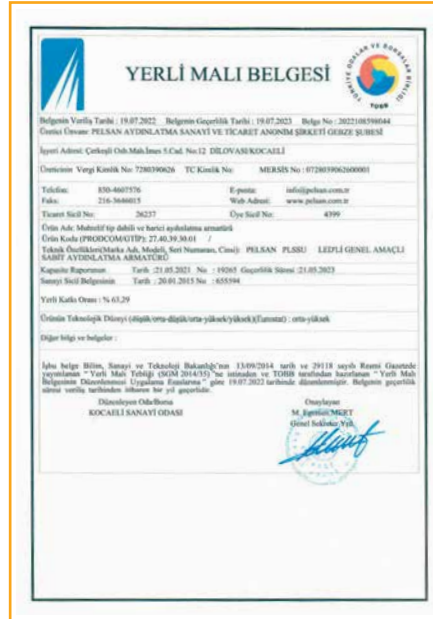 YERLİ MALI BELGESİ
TÜRKİYE ODALAR VE BORSALAR BİRLİĞİ
TOBB
Belgenin Veriliş Tarihi : 19.07.2022 Belgenin Geçerlilik Tarihi : 19.07.2023 Belge No : 2022108598044
Üretici Ünvanı: PELSAN AYDINLATMA SANAYİ VE TİCARET ANONİM ŞİRKETİ GEBZE ŞUBESİ
İşyeri Adresi: Çerkeşli Osb.Mah.İmes 5.Cad. No:12 DİLOVASI/KOCAELİ
Üreticinin Vergi Kimlik No: 7280390626 TC Kimlik No: MERSİS No : 0728039062600001
Telefon: 850-4607576 E-posta: info@pelsan.com.tr
Faks: 216-3646015 Web Adresi: www.pelsan.com.tr
Ticaret Sicil No: 26237 Üye Sicil No: 4399
Ürün Adı: Muhtelif tip dahili ve harici aydınlatma armatürü
Ürün Kodu (PRODCOM/GTİP): 27.40.39.30.01 /
Teknik Özellikleri(Marka Adı, Modeli, Seri Numarası, Cinsi): PELSAN PLSSU LED'Lİ GENEL AMAÇLI
SABİT AYDINLATMA ARMATÜRÜ
Kapasite Raporunun Tarih :21.05.2021 No : 19265 Geçerlilik Süresi :21.05.2023
Sanayi Sicil Belgesinin Tarih : 20.01.2015 No : 655594
Yerli Katkı Oranı : % 63,29
Ürünün Teknolojik Düzeyi (düşük/orta-düşük/orta-yüksek/yüksek)(Eurostat) : orta-yüksek
Diğer bilgi ve belgeler :
İşbu belge Bilim, Sanayi ve Teknoloji Bakanlığı'nın 13/09/2014 tarih ve 29118 sayılı Resmi Gazetede
yayımlanan " Yerli Malı Tebliği (SGM 2014/35) "ne istinaden ve TOBB tarafından hazırlanan "Yerli Malı
Belgesinin Düzenlenmesi Uygulama Esaslarına " göre 19.07.2022 tarihinde düzenlenmiştir. Belgenin geçerlilik
süresi veriliş tarihinden itibaren bir yıl geçerlidir.
Düzenleyen Oda/Borsa Onaylayan
KOCAELİ SANAYİ ODASI M. Egemen MERT
Genel Sekreter Yrd.